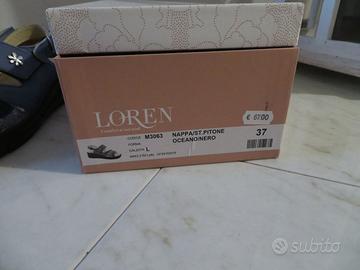 LOREN
€ 67.00
CODICE M3063
NAPPA/ST.PITONE
OCEANO/NERO
37
FORMA
CALZATA L
subito